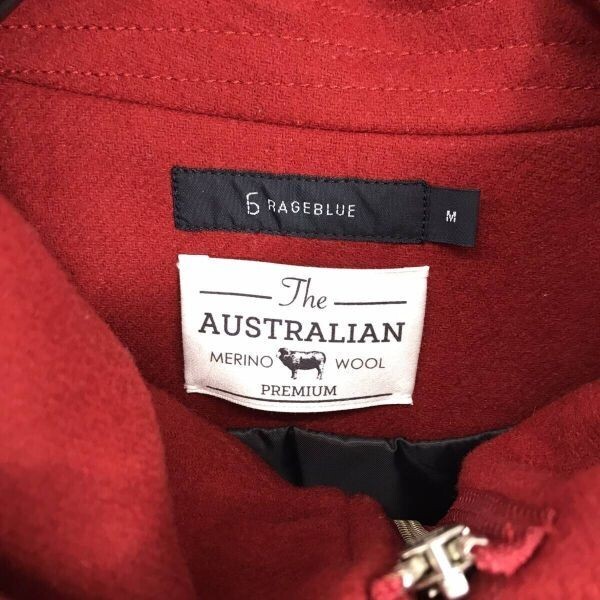 RAGEBLUE
M
The
AUSTRALIAN
MERINO WOOL
PREMIUM